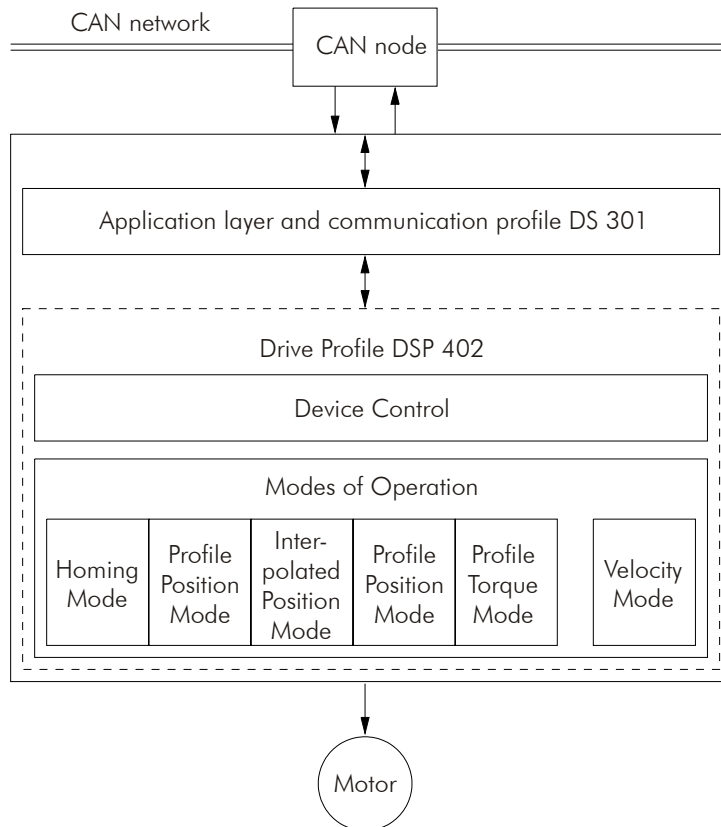 CAN network
CAN node
Application layer and communication profile DS 301
Drive Profile DSP 402
Device Control
Modes of Operation
Homing
Mode
Profile
Position
Mode
Inter-
polated
Position
Mode
Profile
Position
Mode
Profile
Torque
Mode
Velocity
Mode
Motor